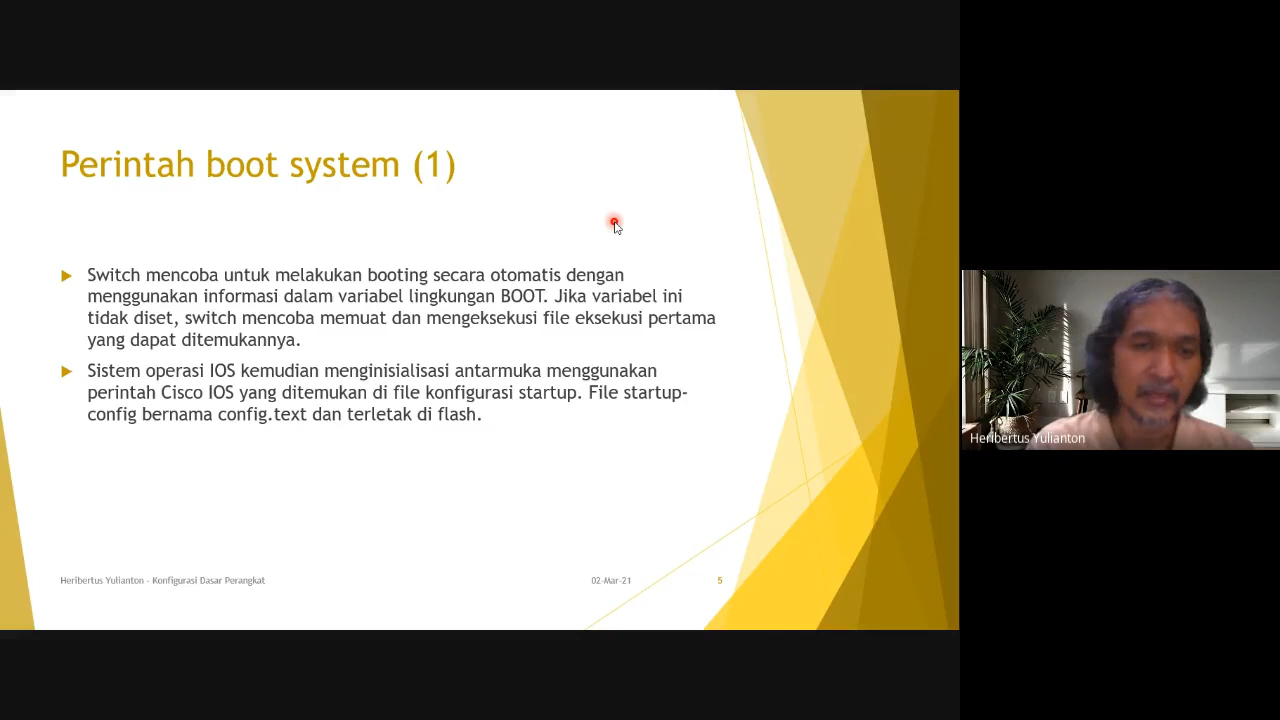 Perintah boot system (1)
Switch mencoba untuk melakukan booting secara otomatis dengan
menggunakan informasi dalam variabel lingkungan BOOT. Jika variabel ini
tidak diset, switch mencoba memuat dan mengeksekusi file eksekusi pertama
yang dapat ditemukannya.
Sistem operasi IOS kemudian menginisialisasi antarmuka menggunakan
perintah Cisco IOS yang ditemukan di file konfigurasi startup. File startup-
config bernama config.text dan terletak di flash.
Heribertus Yulianton - Konfigurasi Dasar Perangkat
02-Mar-21
5
Heribertus Yulianton